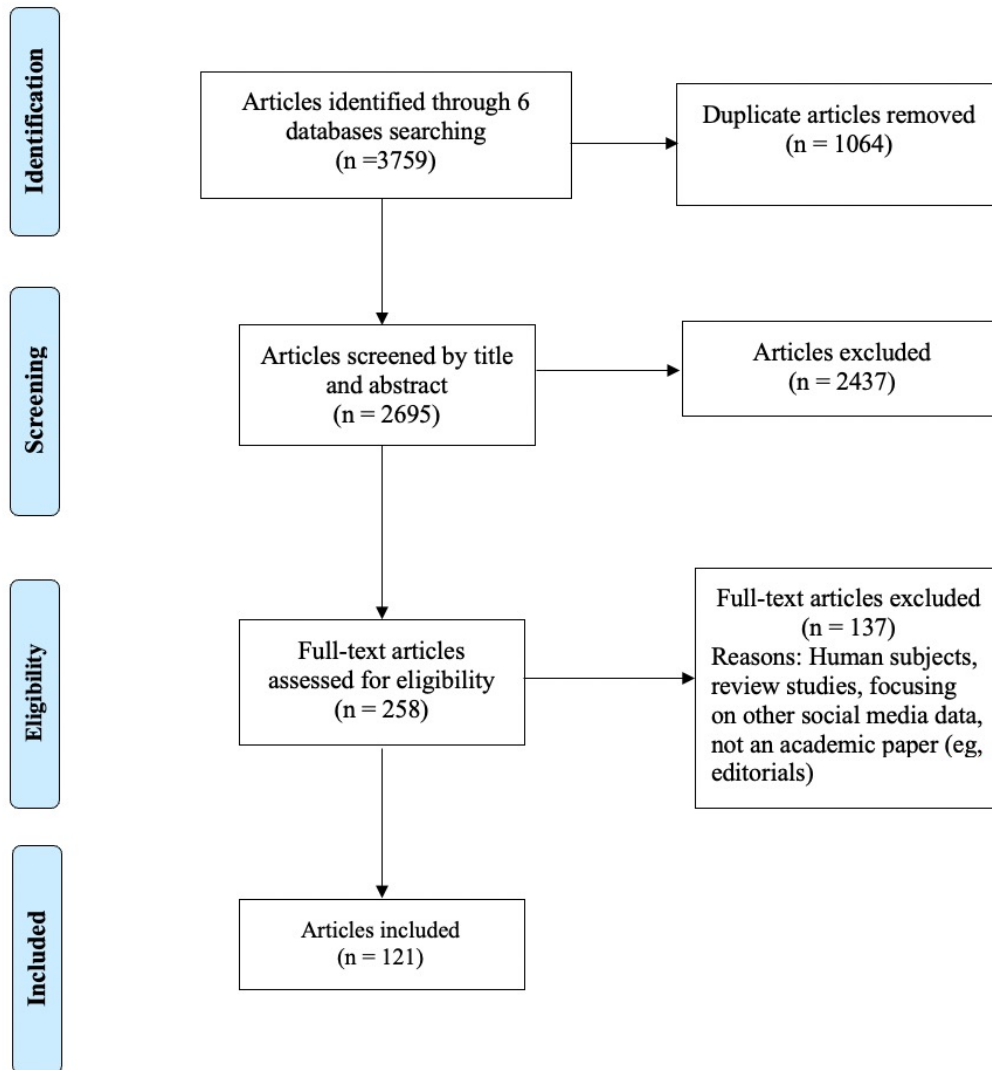 Identification
Articles identified through 6
databases searching
(n =3759)
Duplicate articles removed
(n = 1064)
Screening
Articles screened by title
and abstract
(n = 2695)
Articles excluded
(n = 2437)
Eligibility
Full-text articles
assessed for eligibility
(n = 258)
Full-text articles excluded
(n = 137)
Reasons: Human subjects,
review studies, focusing
on other social media data,
not an academic paper (eg,
editorials)
Included
Articles included
(n = 121)